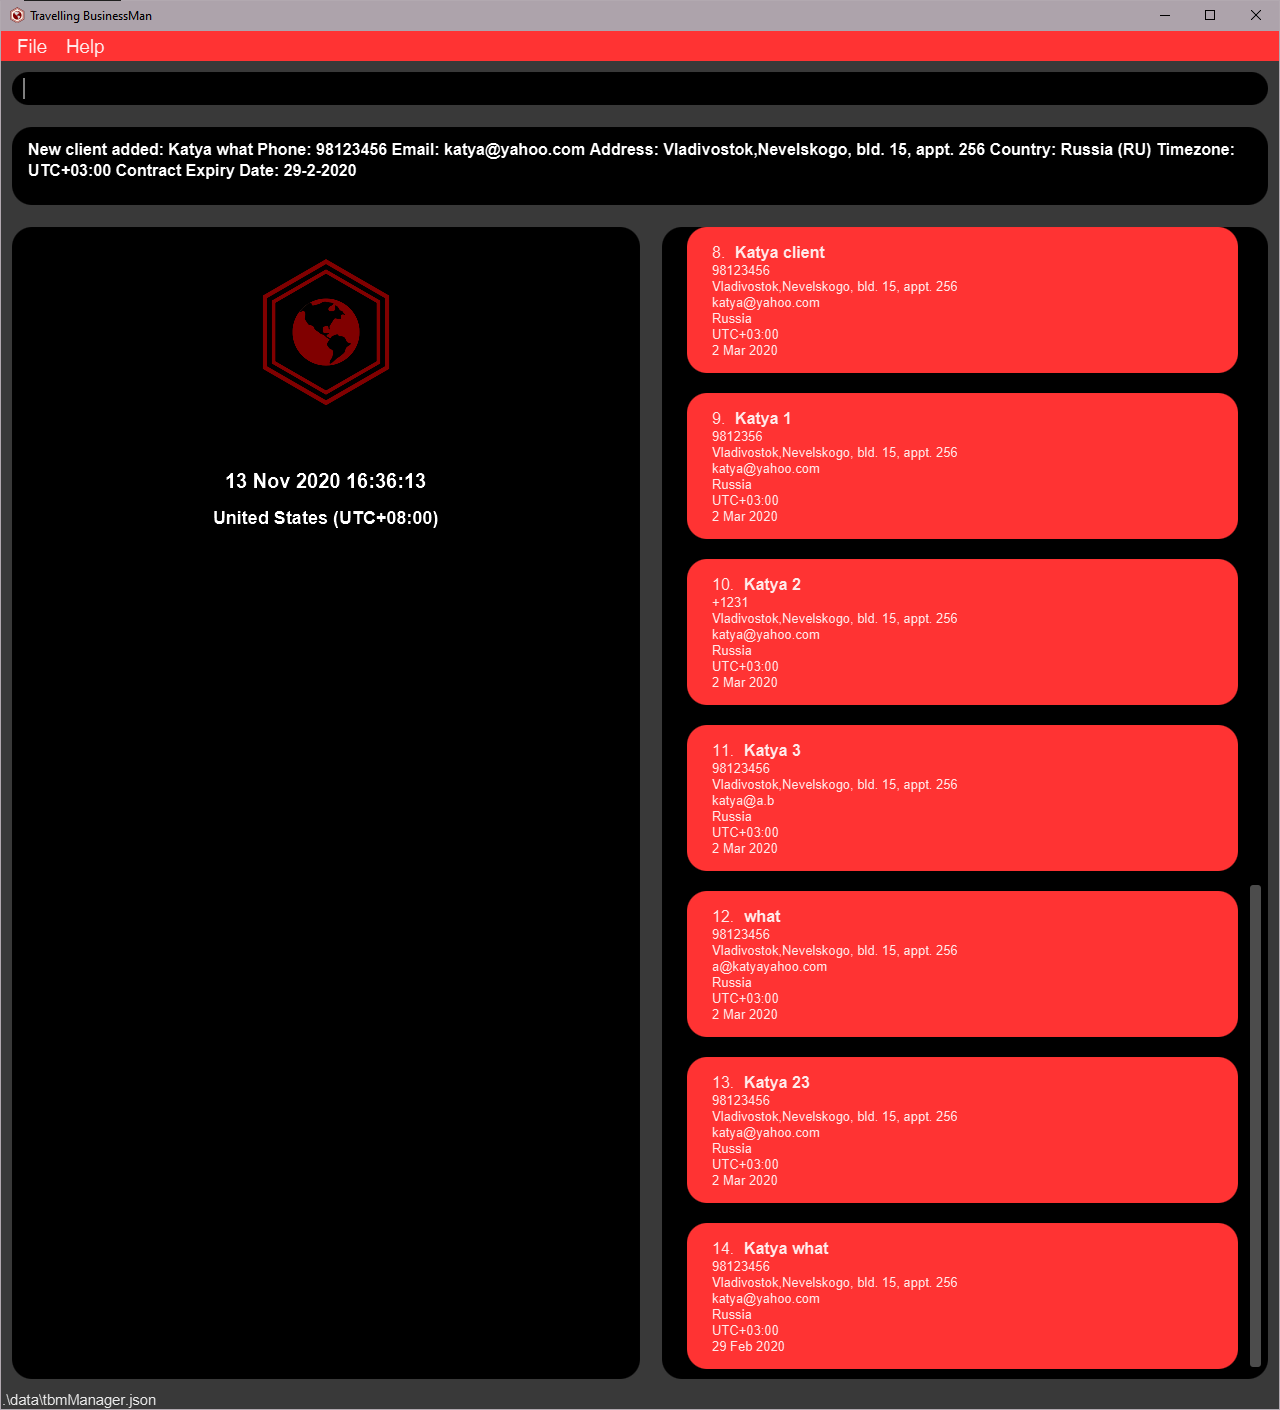 Travelling BusinessMan
File Help
New client added: Katya what Phone: 98123456 Email: katya@yahoo.com Address: Vladivostok,Nevelskogo, bld. 15, appt. 256 Country: Russia (RU) Timezone:
UTC+03:00 Contract Expiry Date: 29-2-2020
13 Nov 2020 16:36:13
United States (UTC+08:00)
8. Katya client
98123456
Vladivostok,Nevelskogo, bld. 15, appt. 256
katya@yahoo.com
Russia
UTC+03:00
2 Mar 2020
9. Katya 1
9812356
Vladivostok,Nevelskogo, bld. 15, appt. 256
katya@yahoo.com
Russia
UTC+03:00
2 Mar 2020
10. Katya 2
+1231
Vladivostok,Nevelskogo, bld. 15, appt. 256
katya@yahoo.com
Russia
UTC+03:00
2 Mar 2020
11. Katya 3
98123456
Vladivostok,Nevelskogo, bld. 15, appt. 256
katya@a.b
Russia
UTC+03:00
2 Mar 2020
12. what
98123456
Vladivostok,Nevelskogo, bld. 15, appt. 256
a@katyayahoo.com
Russia
UTC+03:00
2 Mar 2020
13. Katya 23
98123456
Vladivostok,Nevelskogo, bld. 15, appt. 256
katya@yahoo.com
Russia
UTC+03:00
2 Mar 2020
14. Katya what
98123456
Vladivostok,Nevelskogo, bld. 15, appt. 256
katya@yahoo.com
Russia
UTC+03:00
29 Feb 2020
.\data\tbmManager.json